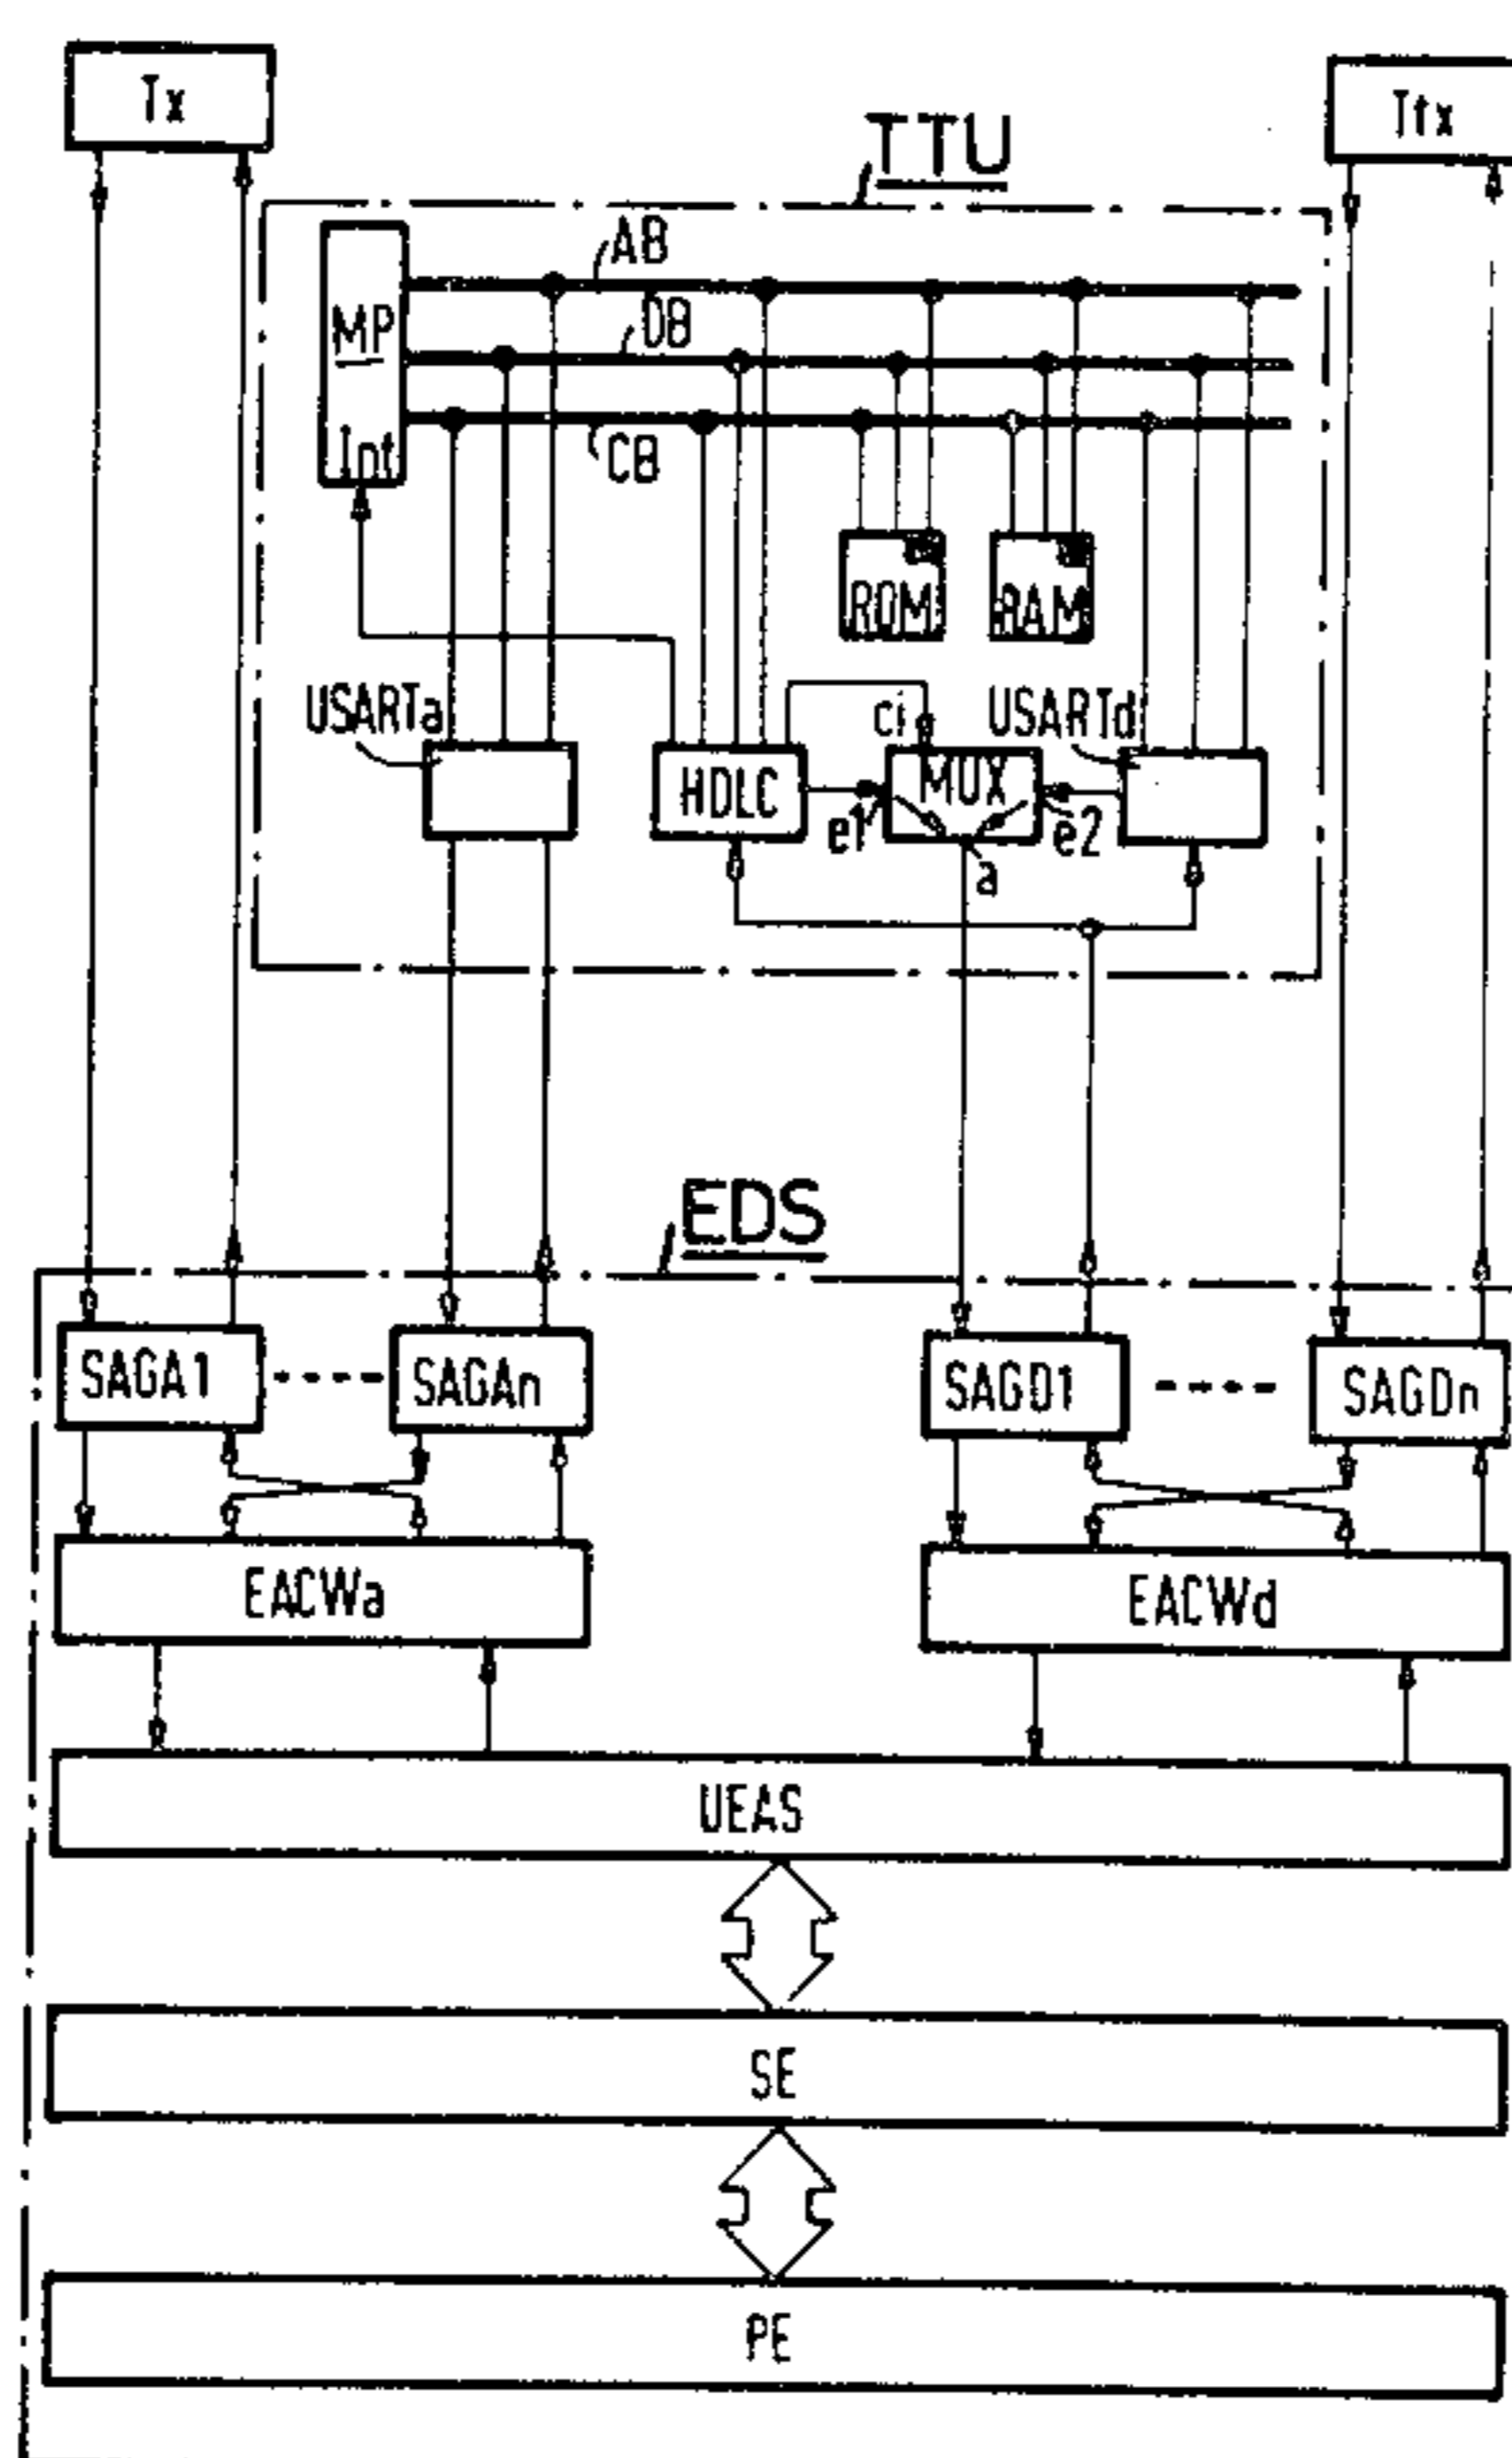 Tx
Ttx
TTU
AB
MP
DB
Int
CB
ROM
RAM
USARTa
ci
USARTd
HDLC
MUX
e1
e2
a
EDS
SAGA1
SAGAn
SAGD1
SAGDn
EACWa
EACWd
UEAS
SE
PE